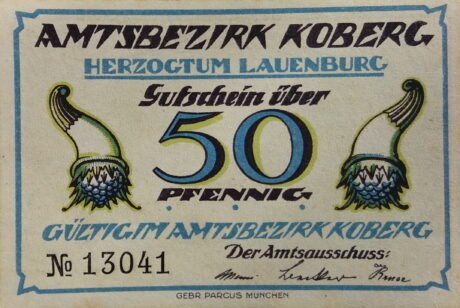 AMTSBEZIRK KOBERG
HERZOGTUM LAUENBURG
Gutschein über
50
PFENNIG
GÜLTIG IM AMTSBEZIRK KOBERG
Der Amtsausschuss:
№ 13041
GEBR PARCUS MÜNCHEN